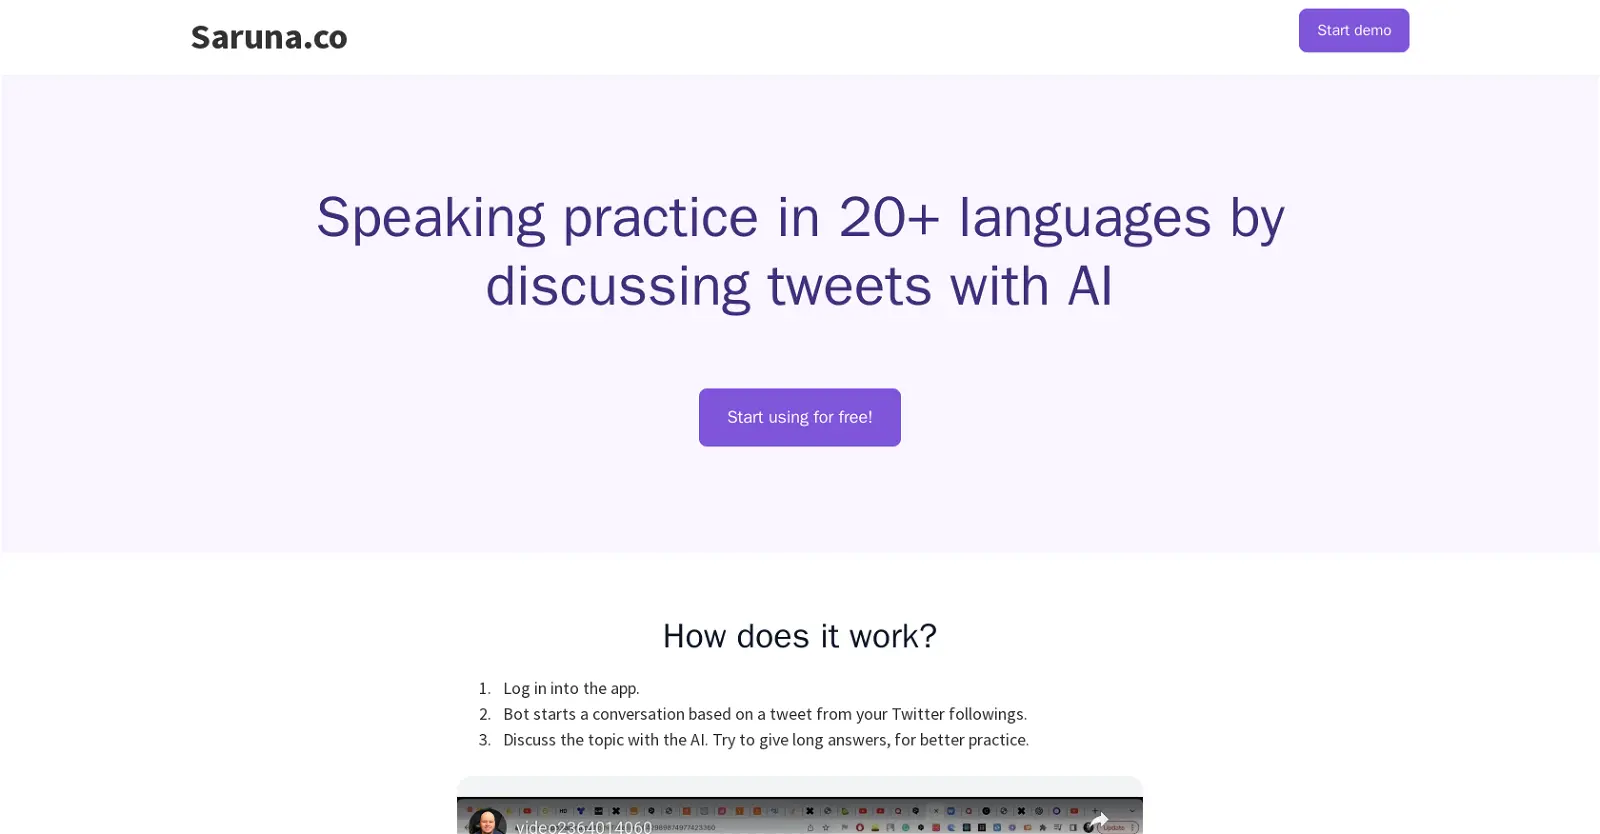 Saruna.co
Start demo
Speaking practice in 20+ languages by
discussing tweets with AI
Start using for free!
How does it work?
1. Log in into the app.
2. Bot starts a conversation based on a tweet from your Twitter followings.
3. Discuss the topic with the AI. Try to give long answers, for better practice.
video2364014060
Update